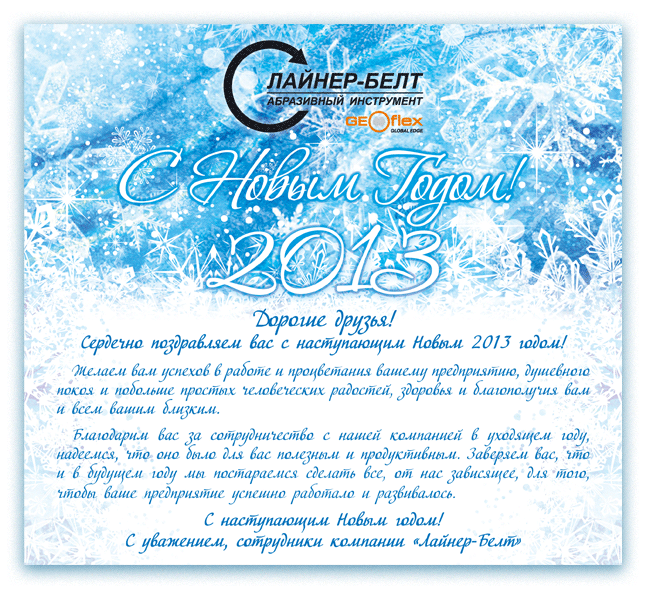 ЛАЙНЕР-БЕЛТ
АБРАЗИВНЫЙ ИНСТРУМЕНТ
GEOflex
GLOBAL EDGE
С Новым Годом!
2013
Дорогие друзья!
Сердечно поздравляем вас с наступающим Новым 2013 годом!
Желаем вам успехов в работе и процветания вашему предприятию, душевного
покоя и побольше простых человеческих радостей, здоровья и благополучия вам
и всем вашим близким.
Благодарим вас за сотрудничество с нашей компанией в уходящем году,
надеемся, что оно было для вас полезным и продуктивным. Заверяем вас, что
и в будущем году мы постараемся сделать все, от нас зависящее, для того,
чтобы ваше предприятие успешно работало и развивалось.
С наступающим Новым годом!
С уважением, сотрудники компании «Лайнер-Белт»